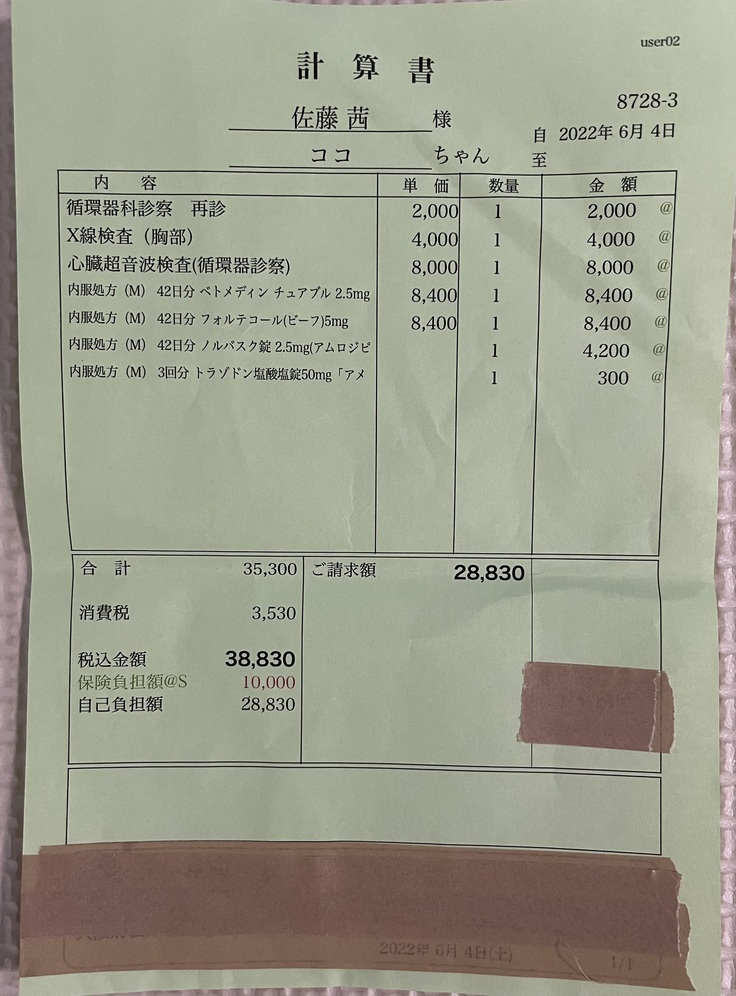 user02
計 算 書
8728-3
佐藤 茜 様
自 2022年 6月 4日
ココ ちゃん
至
内 容 単 価 数量 金 額
循環器科診察 再診 2,000 1 2,000 @
X線検査（胸部） 4,000 1 4,000 @
心臓超音波検査(循環器診察) 8,000 1 8,000 @
内服処方（M） 42日分 ベトメディン チュアブル 2.5mg 8,400 1 8,400 @
内服処方（M） 42日分 フォルテコール(ビーフ)5mg 8,400 1 8,400 @
内服処方（M） 42日分 ノルバスク錠 2.5mg(アムロジピ 1 4,200 @
内服処方（M） 3回分 トラゾドン塩酸塩錠50mg「アメ 1 300 @
合 計 35,300 ご請求額 28,830
消費税 3,530
税込金額 38,830
保険負担額@S 10,000
自己負担額 28,830
2022年 6月 4日(土)
1/1